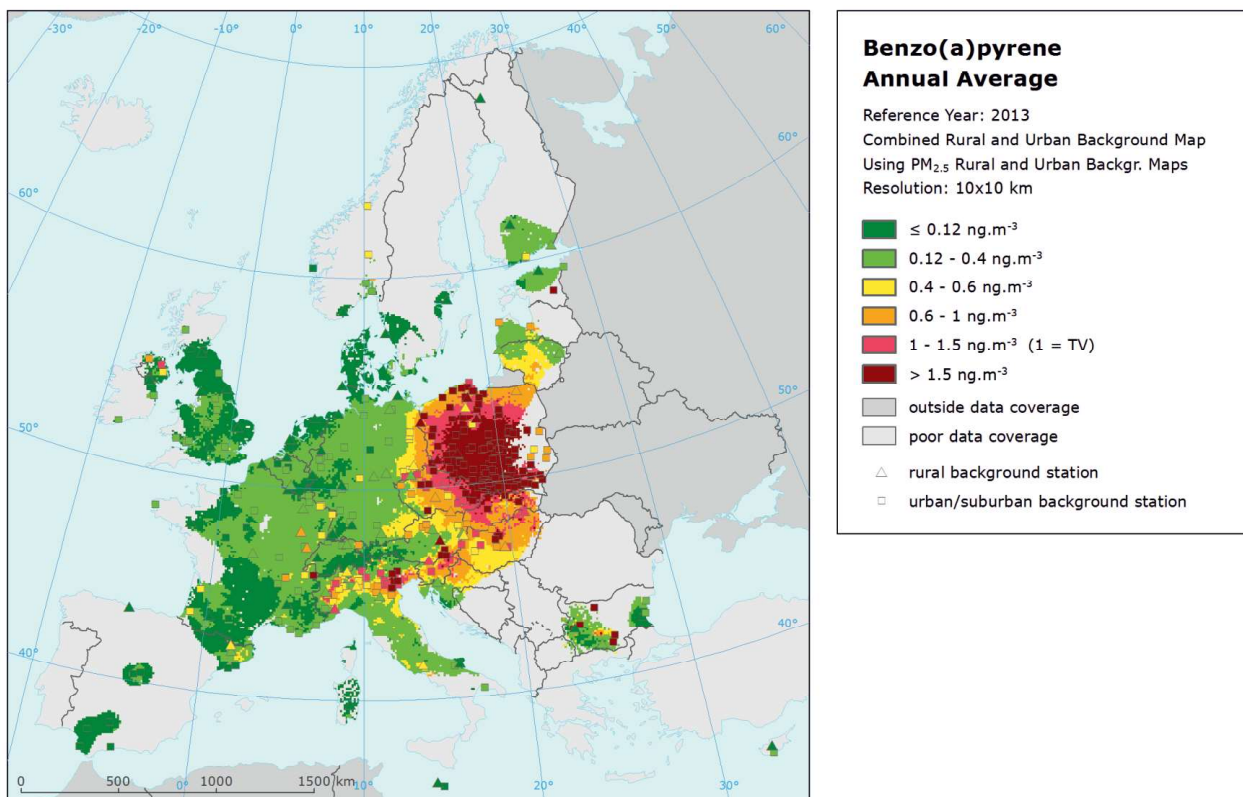 -30° -20° -10° 0° 10° 20° 30° 40° 50° 60°
60°
60°
50°
50°
40°
40°
0 500 1000 1500 km
0° 10° 20° 30°
Benzo(a)pyrene
Annual Average
Reference Year: 2013
Combined Rural and Urban Background Map
Using PM2.5 Rural and Urban Backgr. Maps
Resolution: 10x10 km
≤ 0.12 ng.m⁻³
0.12 - 0.4 ng.m⁻³
0.4 - 0.6 ng.m⁻³
0.6 - 1 ng.m⁻³
1 - 1.5 ng.m⁻³ (1 = TV)
> 1.5 ng.m⁻³
outside data coverage
poor data coverage
rural background station
urban/suburban background station